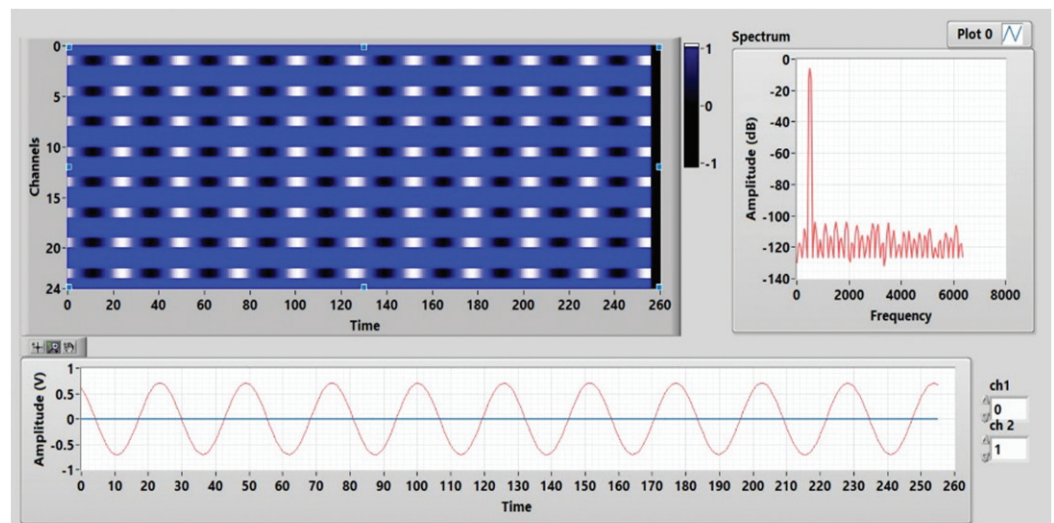 0-
5-
10-
15-
20-
24-
Channels
0 20 40 60 80 100 120 140 160 180 200 220 240 260
Time
-1
-0
--1
Spectrum
Plot 0
0-
-20-
-40-
-60-
-80-
-100-
-120-
-140-
Amplitude (dB)
0 2000 4000 6000 8000
Frequency
1-
0.5-
0-
-0.5-
-1-
Amplitude (V)
0 10 20 30 40 50 60 70 80 90 100 110 120 130 140 150 160 170 180 190 200 210 220 230 240 250 260
Time
ch1
0
ch 2
1